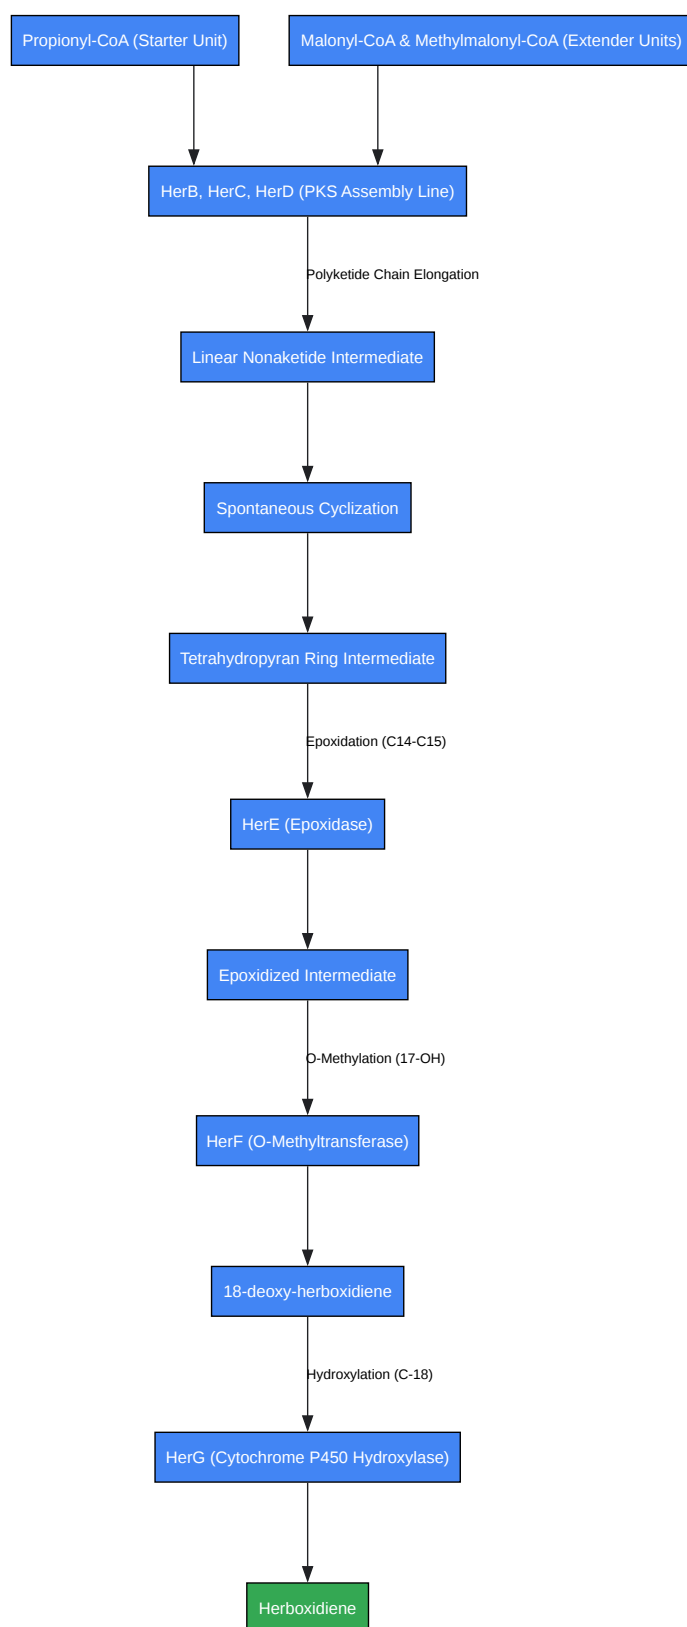 Propionyl-CoA (Starter Unit)
Malonyl-CoA & Methylmalonyl-CoA (Extender Units)
HerB, HerC, HerD (PKS Assembly Line)
Polyketide Chain Elongation
Linear Nonaketide Intermediate
Spontaneous Cyclization
Tetrahydropyran Ring Intermediate
Epoxidation (C14-C15)
HerE (Epoxidase)
Epoxidized Intermediate
O-Methylation (17-OH)
HerF (O-Methyltransferase)
18-deoxy-herboxidiene
Hydroxylation (C-18)
HerG (Cytochrome P450 Hydroxylase)
Herboxidiene